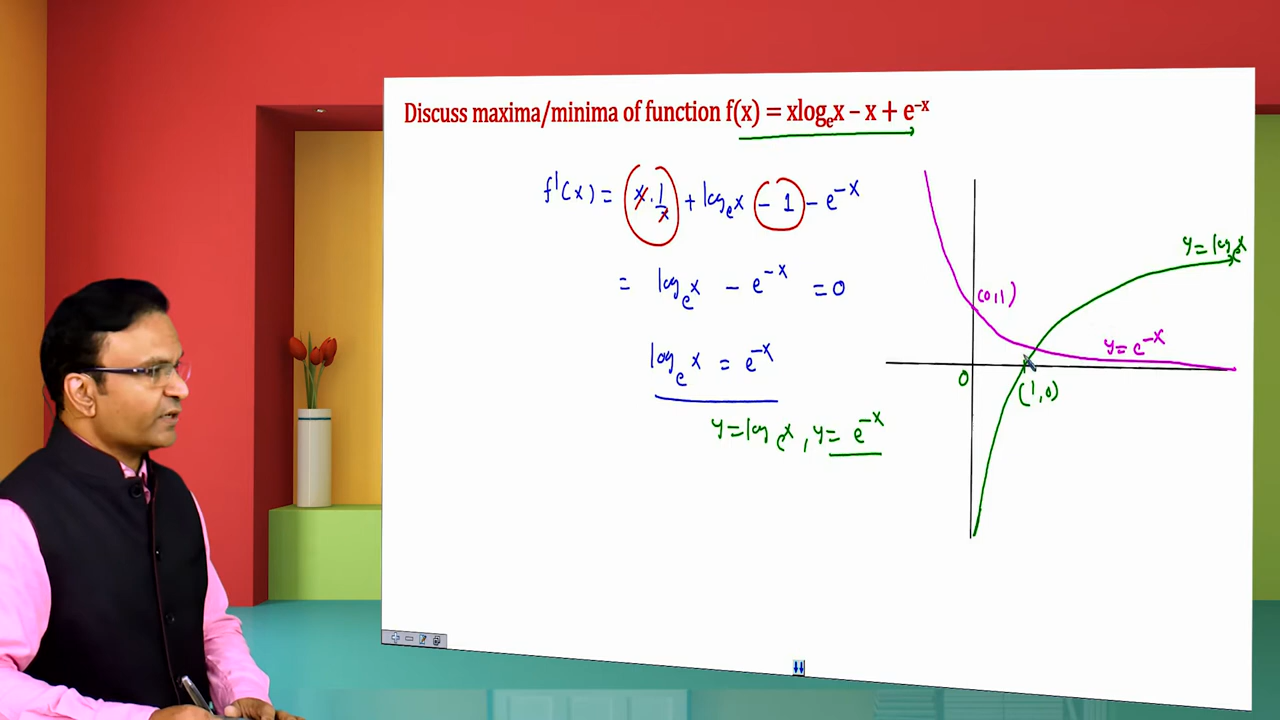 Discuss maxima/minima of function f(x) = xlogₑx – x + e⁻ˣ
f'(x) = x·1/x + logₑx – 1 – e⁻ˣ
= logₑx – e⁻ˣ = 0
logₑx = e⁻ˣ
y = logₑx , y = e⁻ˣ
y = logₑx
(0,1)
y = e⁻ˣ
0
(1,0)